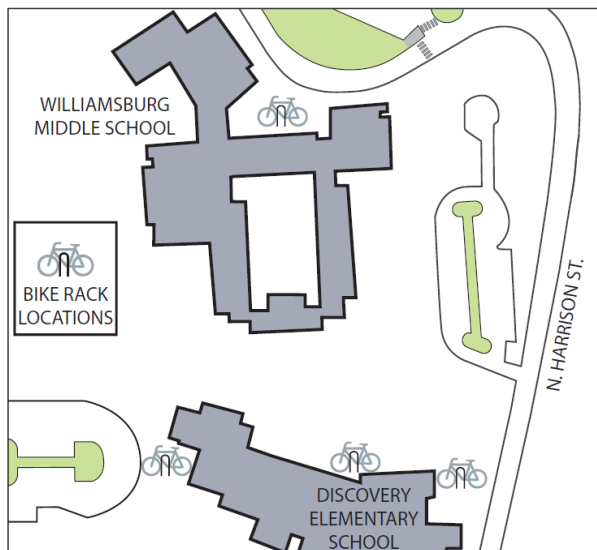 WILLIAMSBURG
MIDDLE SCHOOL
BIKE RACK
LOCATIONS
N. HARRISON ST.
DISCOVERY
ELEMENTARY
SCHOOL